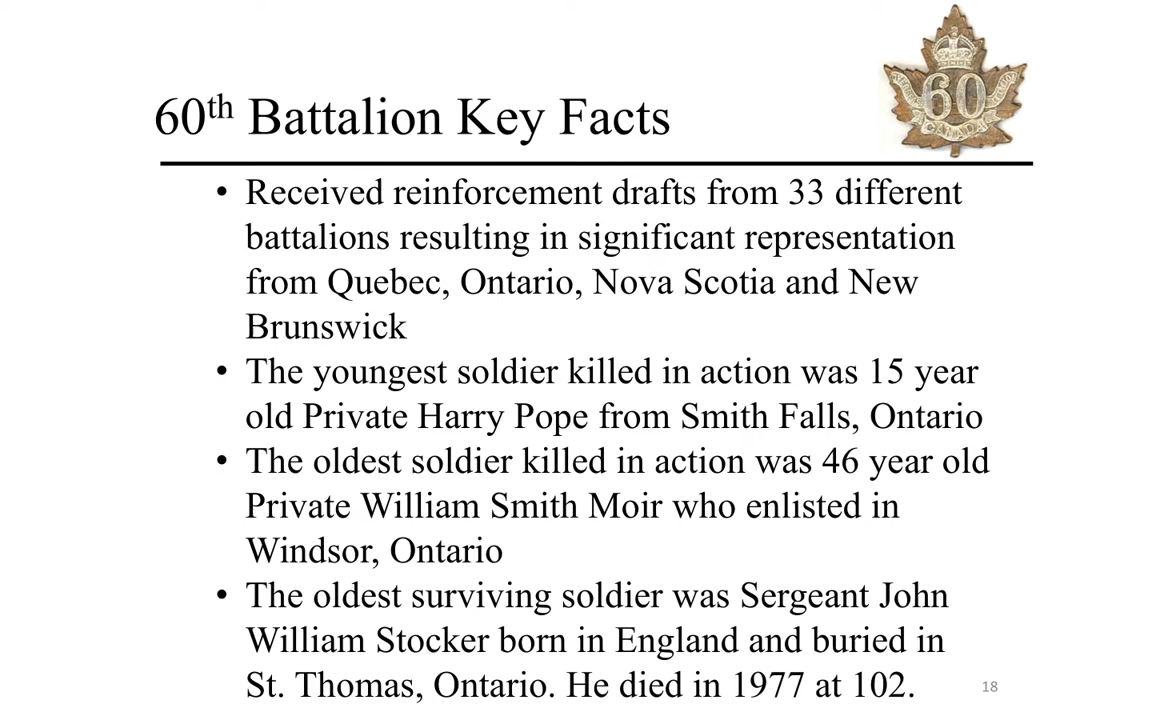 60th Battalion Key Facts
60
CANADA
• Received reinforcement drafts from 33 different
battalions resulting in significant representation
from Quebec, Ontario, Nova Scotia and New
Brunswick
• The youngest soldier killed in action was 15 year
old Private Harry Pope from Smith Falls, Ontario
• The oldest soldier killed in action was 46 year old
Private William Smith Moir who enlisted in
Windsor, Ontario
• The oldest surviving soldier was Sergeant John
William Stocker born in England and buried in
St. Thomas, Ontario. He died in 1977 at 102.
18